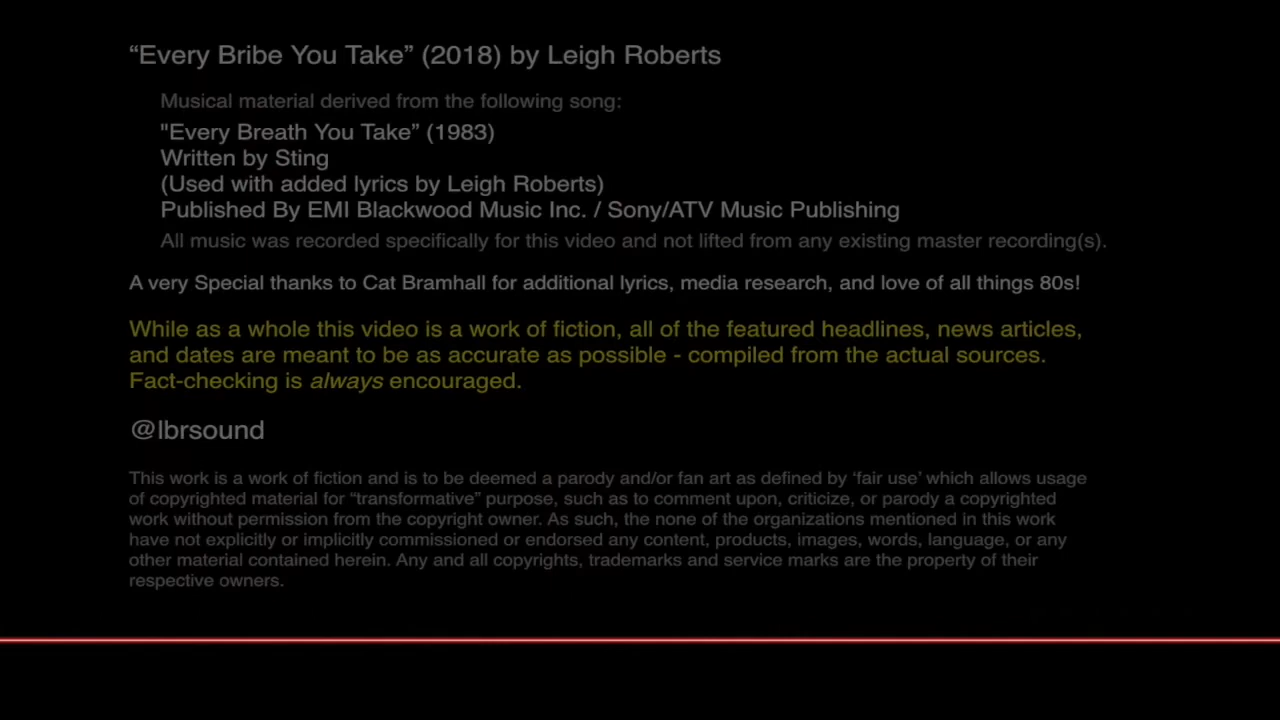 “Every Bribe You Take” (2018) by Leigh Roberts
Musical material derived from the following song:
"Every Breath You Take” (1983)
Written by Sting
(Used with added lyrics by Leigh Roberts)
Published By EMI Blackwood Music Inc. / Sony/ATV Music Publishing
All music was recorded specifically for this video and not lifted from any existing master recording(s).
A very Special thanks to Cat Bramhall for additional lyrics, media research, and love of all things 80s!
While as a whole this video is a work of fiction, all of the featured headlines, news articles,
and dates are meant to be as accurate as possible - compiled from the actual sources.
Fact-checking is always encouraged.
@lbrsound
This work is a work of fiction and is to be deemed a parody and/or fan art as defined by ‘fair use’ which allows usage
of copyrighted material for “transformative” purpose, such as to comment upon, criticize, or parody a copyrighted
work without permission from the copyright owner. As such, the none of the organizations mentioned in this work
have not explicitly or implicitly commissioned or endorsed any content, products, images, words, language, or any
other material contained herein. Any and all copyrights, trademarks and service marks are the property of their
respective owners.